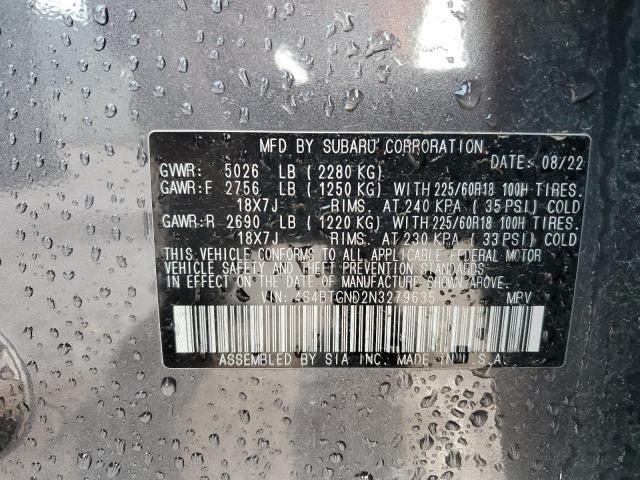 MFD BY SUBARU CORPORATION. DATE: 08/22
GVWR: 5026 LB ( 2280 KG)
GAWR:F 2756 LB ( 1250 KG) WITH 225/60R18 100H TIRES.
18X7J RIMS. AT 240 KPA ( 35 PSI) COLD
GAWR:R 2690 LB ( 1220 KG) WITH 225/60R18 100H TIRES.
18X7J RIMS. AT 230 KPA ( 33 PSI) COLD
THIS VEHICLE CONFORMS TO ALL APPLICABLE FEDERAL MOTOR
VEHICLE SAFETY AND THEFT PREVENTION STANDARDS
IN EFFECT ON THE DATE OF MANUFACTURE SHOWN ABOVE.
VIN: 4S4BTGND2N3279635 MPV
ASSEMBLED BY SIA INC. MADE IN U.S.A.